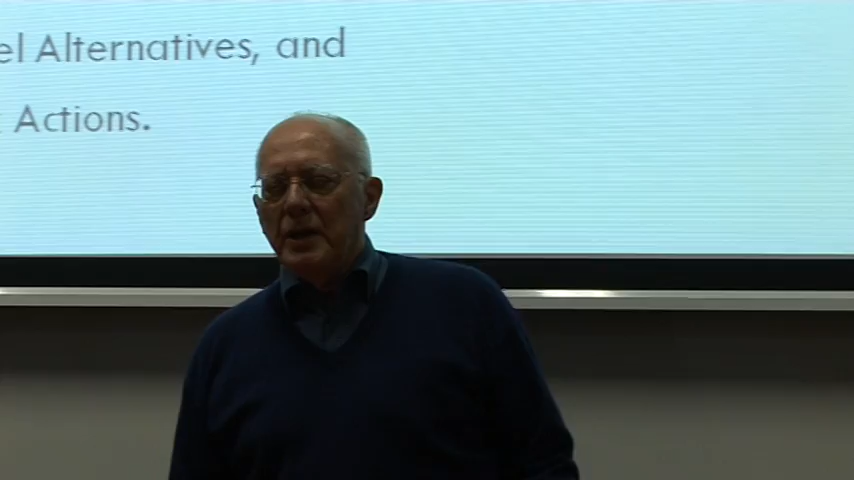 el Alternatives, and
Actions.